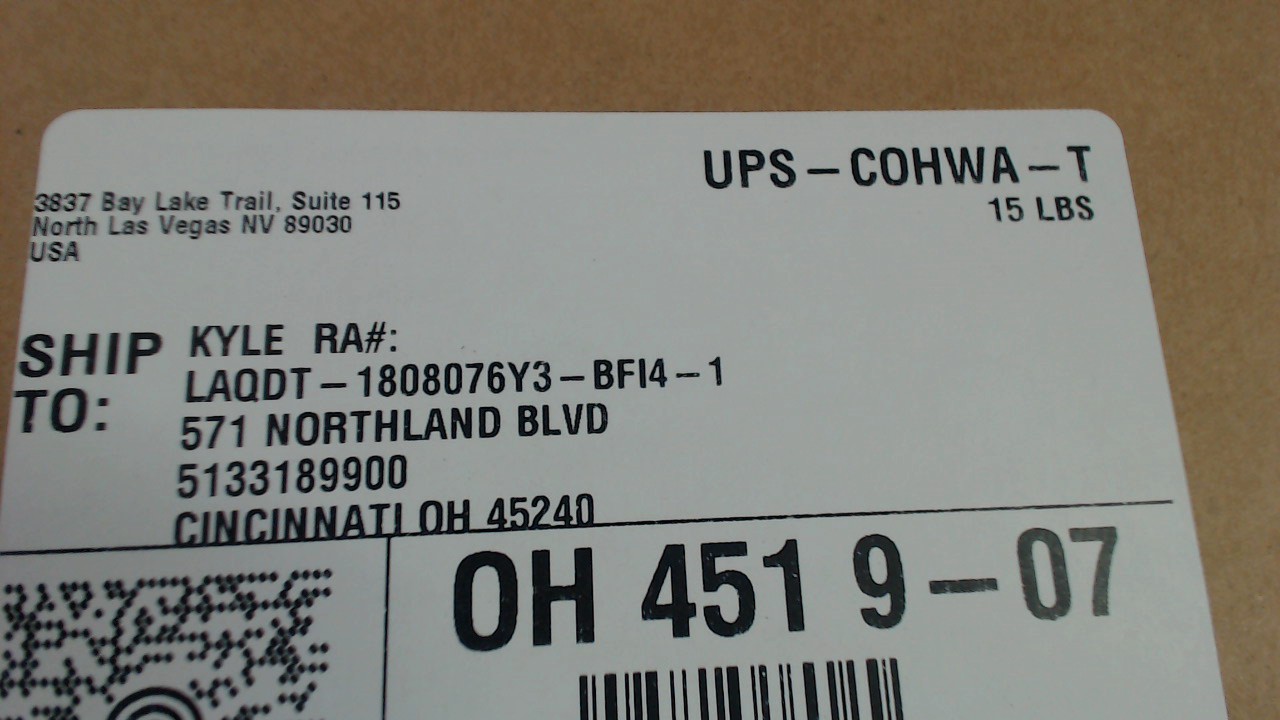 UPS-COHWA-T
15 LBS
3837 Bay Lake Trail, Suite 115
North Las Vegas NV 89030
USA
SHIP TO:
KYLE RA#:
LAQDT-1808076Y3-BFI4-1
571 NORTHLAND BLVD
5133189900
CINCINNATI OH 45240
OH 451 9-07